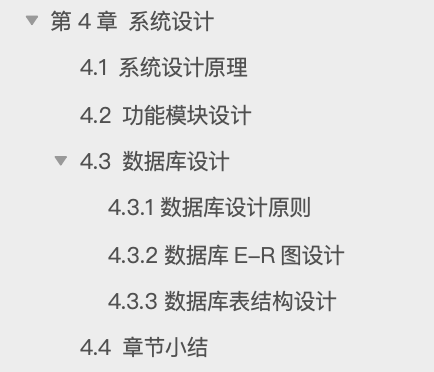 第 4 章 系统设计
4.1 系统设计原理
4.2 功能模块设计
4.3 数据库设计
4.3.1 数据库设计原则
4.3.2 数据库 E-R 图设计
4.3.3 数据库表结构设计
4.4 章节小结